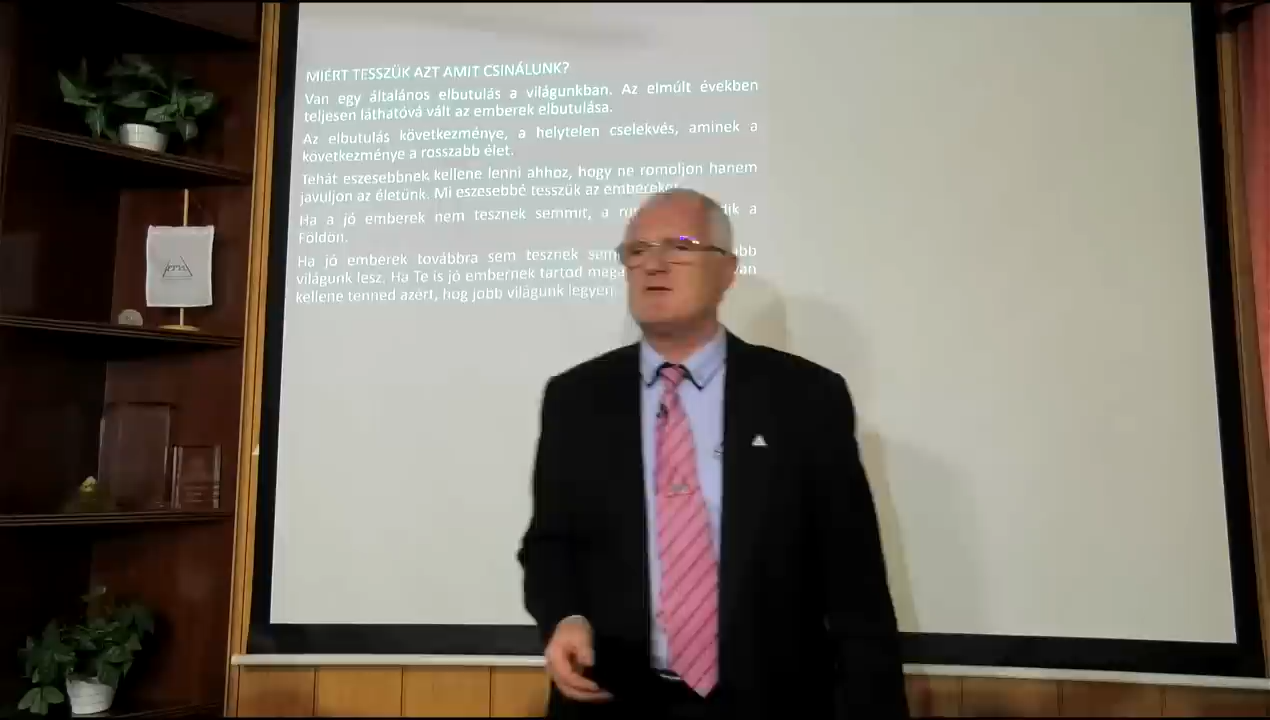 MIÉRT TESSZÜK AZT AMIT CSINÁLUNK?
Van egy általános elbutulás a világunkban. Az elmúlt években
teljesen láthatóvá vált az emberek elbutulása.
Az elbutulás következménye, a helytelen cselekvés, aminek a
következménye a rosszabb élet.
Tehát eszesebbnek kellene lenni ahhoz, hogy ne romoljon hanem
javuljon az életünk. Mi eszesebbé tesszük az embereket.
Ha a jó emberek nem tesznek semmit, a a
Földön.
Ha jó emberek továbbra sem tesznek
világunk lesz. Ha Te is jó embernek tartod
kellene tenned azért, hog jobb világunk legyen